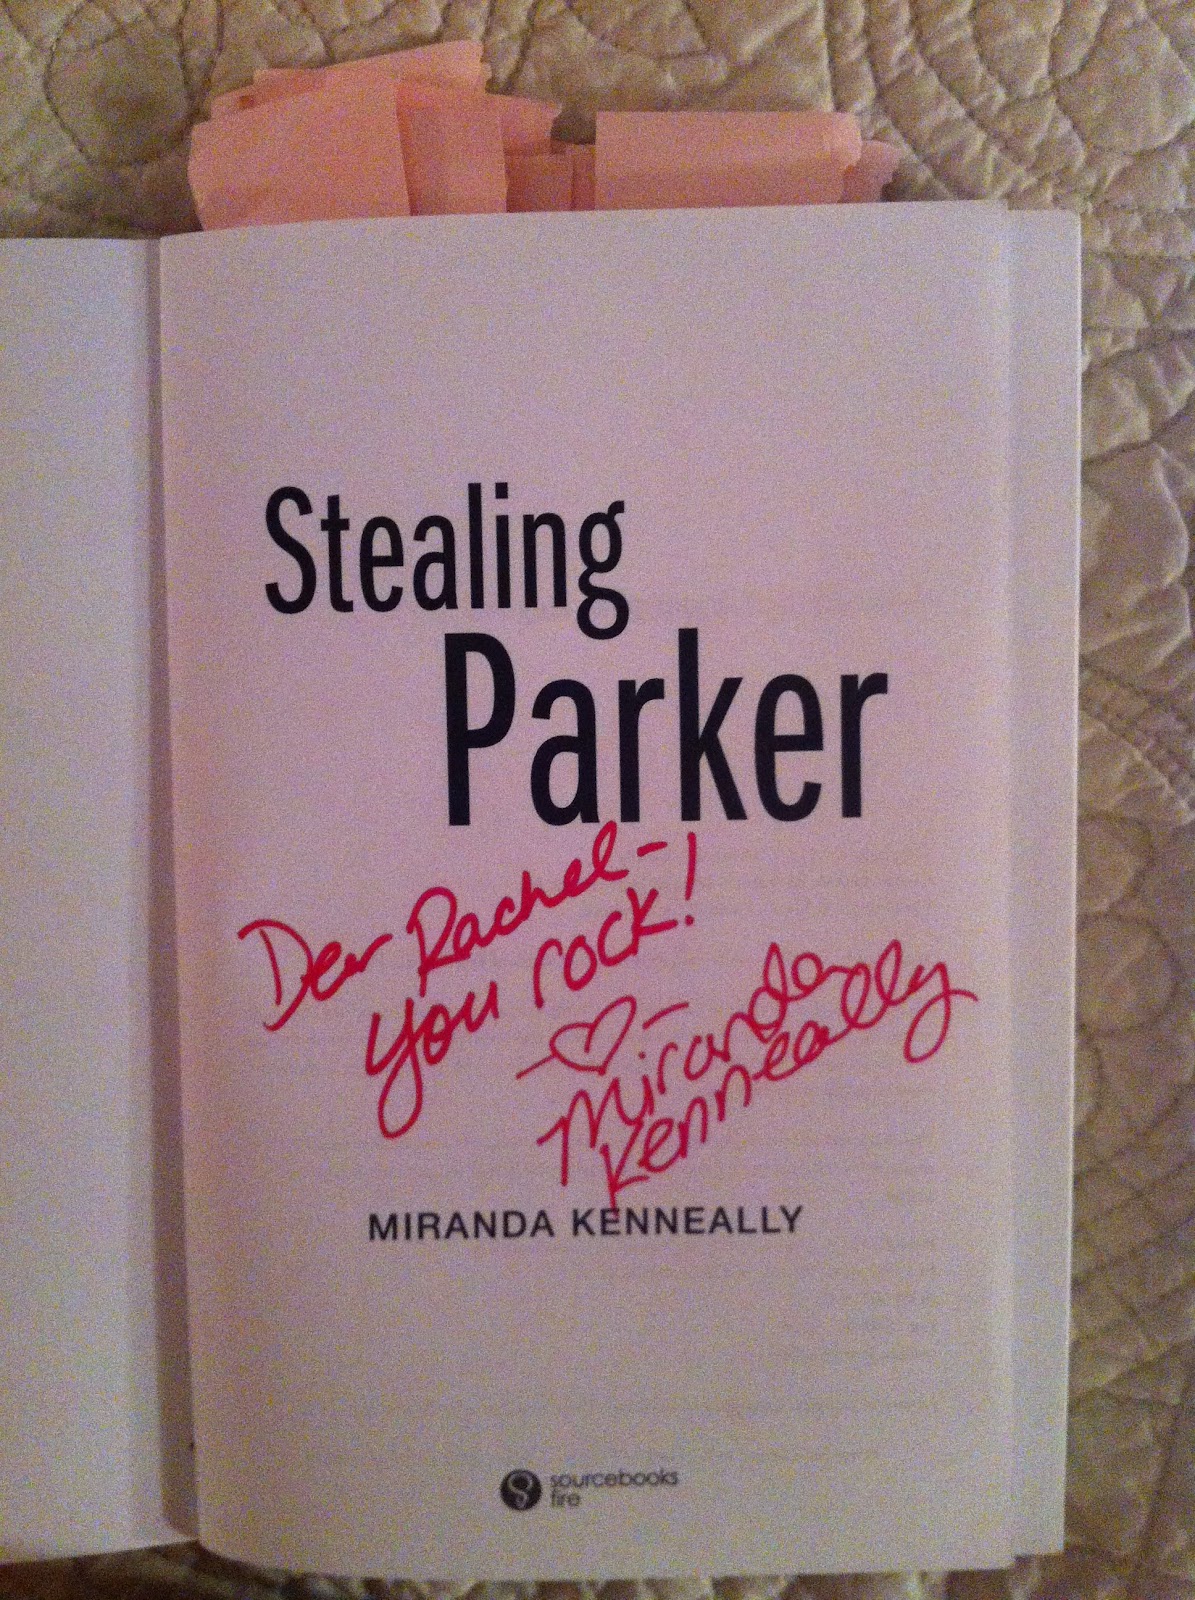 Stealing
Parker
Dear Rachel-
you rock!
- ♡ -
Miranda
Kenneally
MIRANDA KENNEALLY
sourcebooks
fire